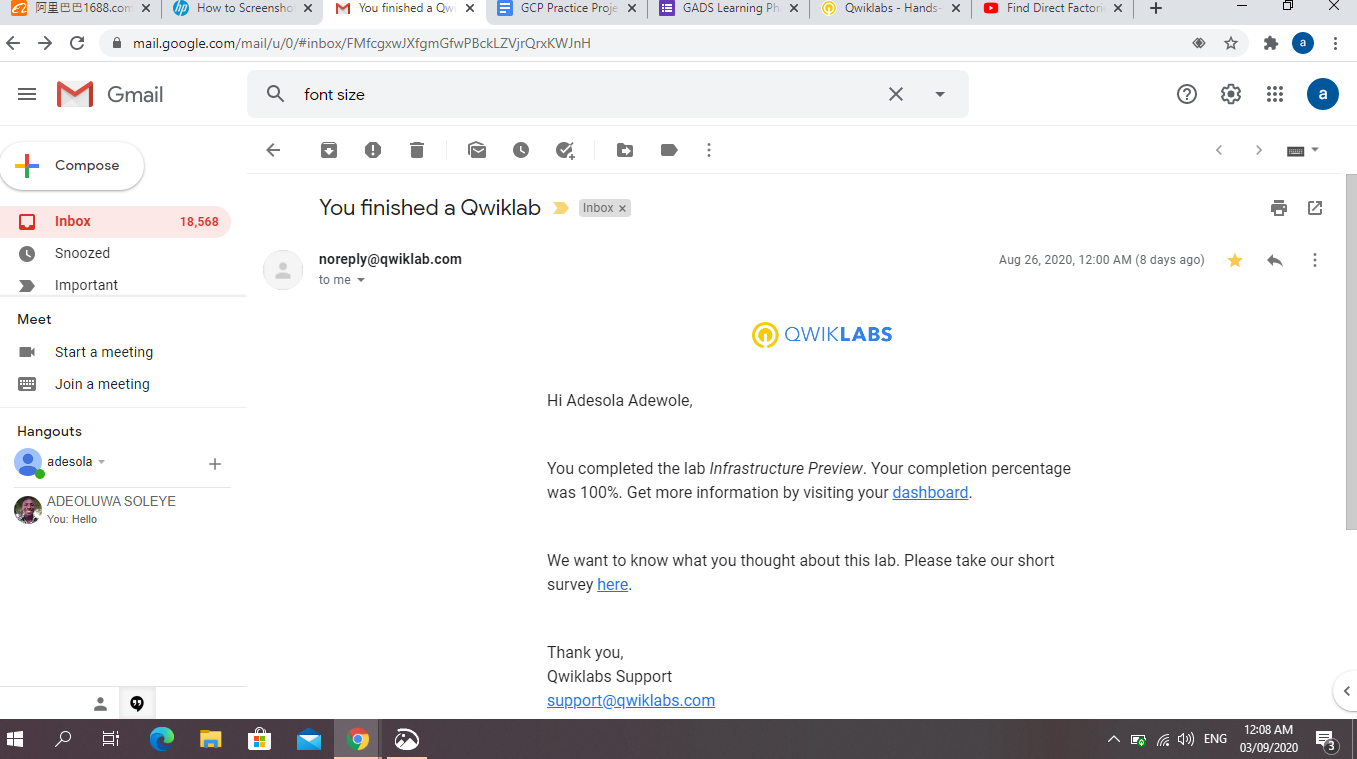 阿里巴巴1688.com
How to Screensho
You finished a Qwi
GCP Practice Proje
GADS Learning Ph
Qwiklabs - Hands-
Find Direct Factori
mail.google.com/mail/u/0/#inbox/FMfcgxwJXfgmGfwPBckLZVjrQrxKWJnH
a
Gmail
font size
a
Compose
Inbox 18,568
Snoozed
Important
Meet
Start a meeting
Join a meeting
Hangouts
adesola
ADEOLUWA SOLEYE
You: Hello
You finished a Qwiklab
Inbox x
noreply@qwiklab.com
Aug 26, 2020, 12:00 AM (8 days ago)
to me
QWIKLABS
Hi Adesola Adewole,
You completed the lab Infrastructure Preview. Your completion percentage
was 100%. Get more information by visiting your dashboard.
We want to know what you thought about this lab. Please take our short
survey here.
Thank you,
Qwiklabs Support
support@qwiklabs.com
ENG
12:08 AM
03/09/2020
3